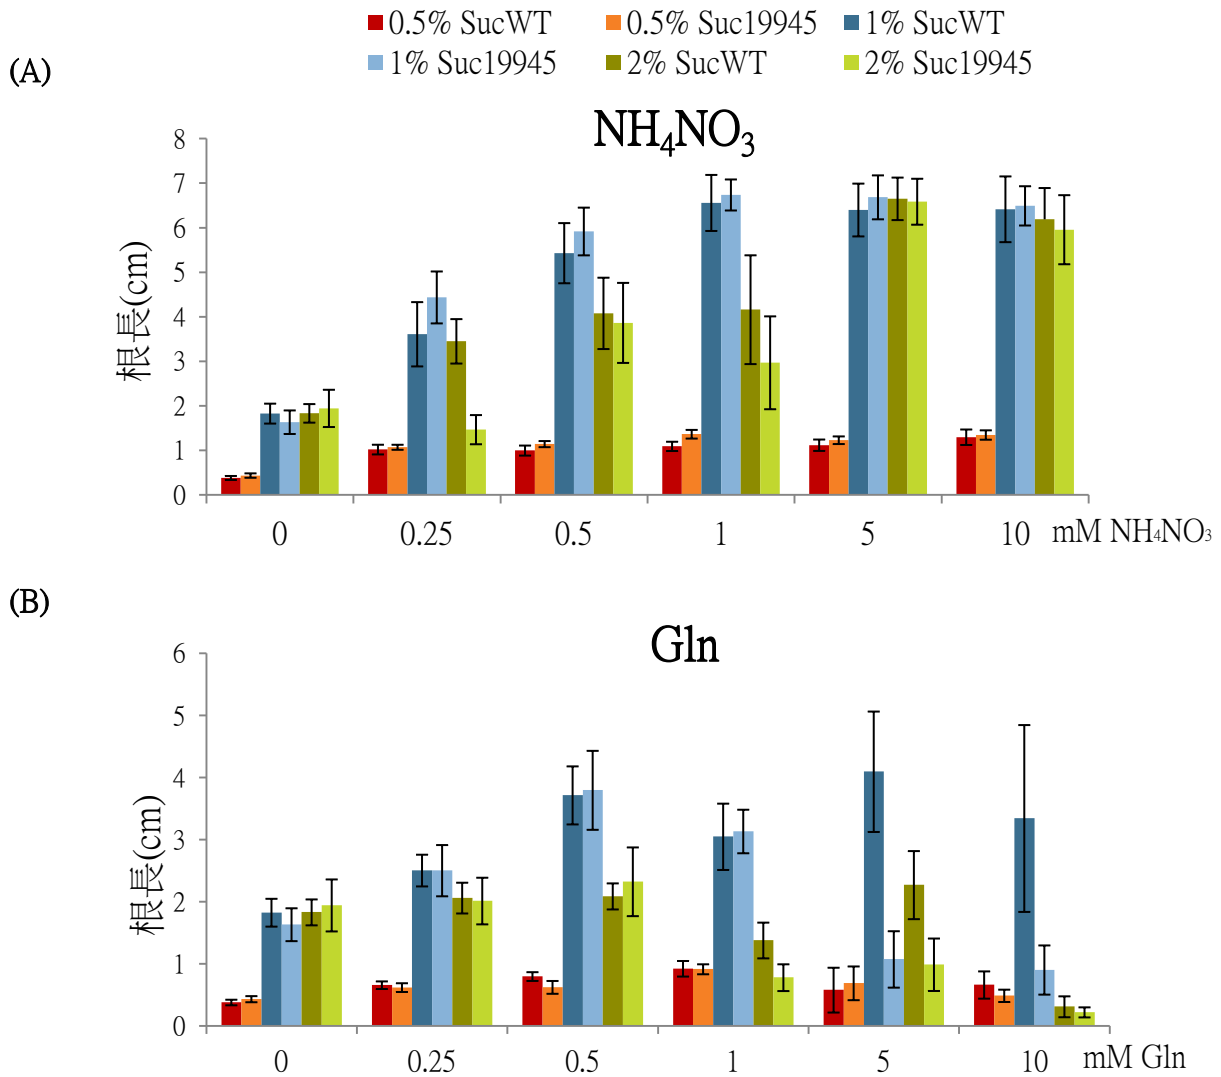 0.5% SucWT 0.5% Suc19945 1% SucWT
1% Suc19945 2% SucWT 2% Suc19945
(A)
NH₄NO₃
8
7
6
5
4
3
2
1
0
根長(cm)
0 0.25 0.5 1 5 10 mM NH₄NO₃
(B)
Gln
6
5
4
3
2
1
0
根長(cm)
0 0.25 0.5 1 5 10 mM Gln